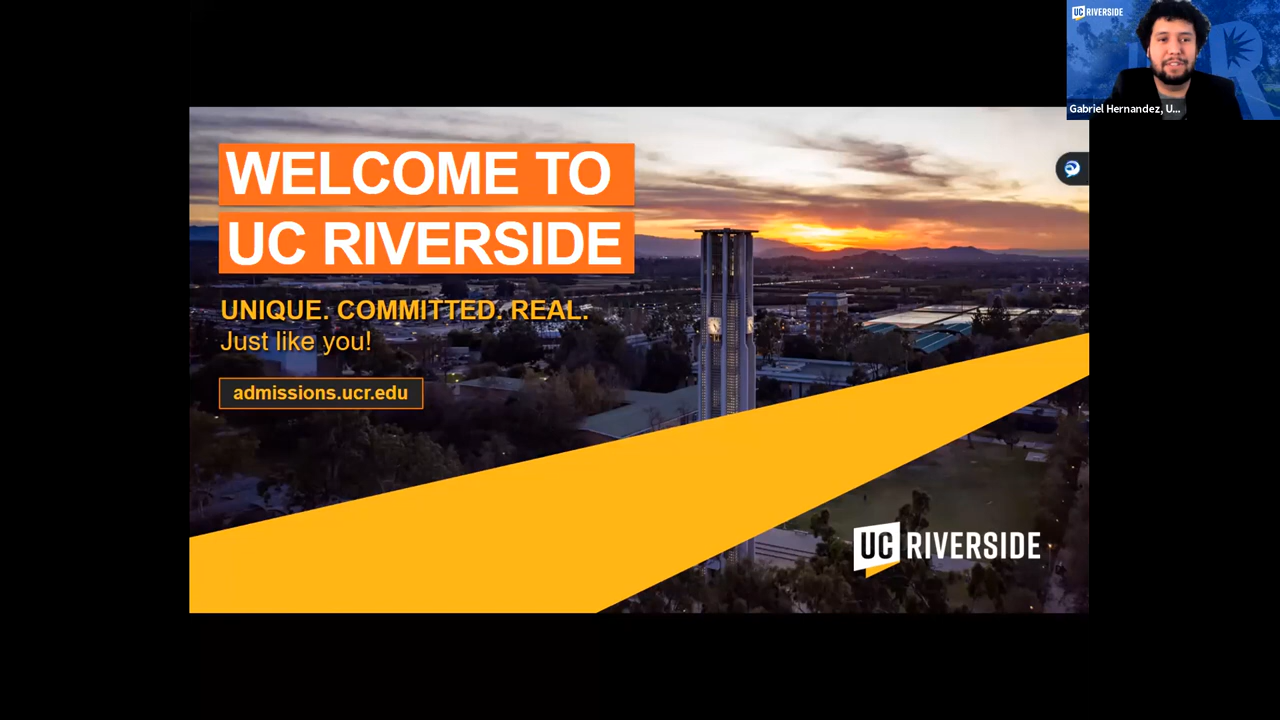 WELCOME TO
UC RIVERSIDE
UNIQUE. COMMITTED. REAL.
Just like you!
admissions.ucr.edu
UC RIVERSIDE
UC RIVERSIDE
Gabriel Hernandez, U...